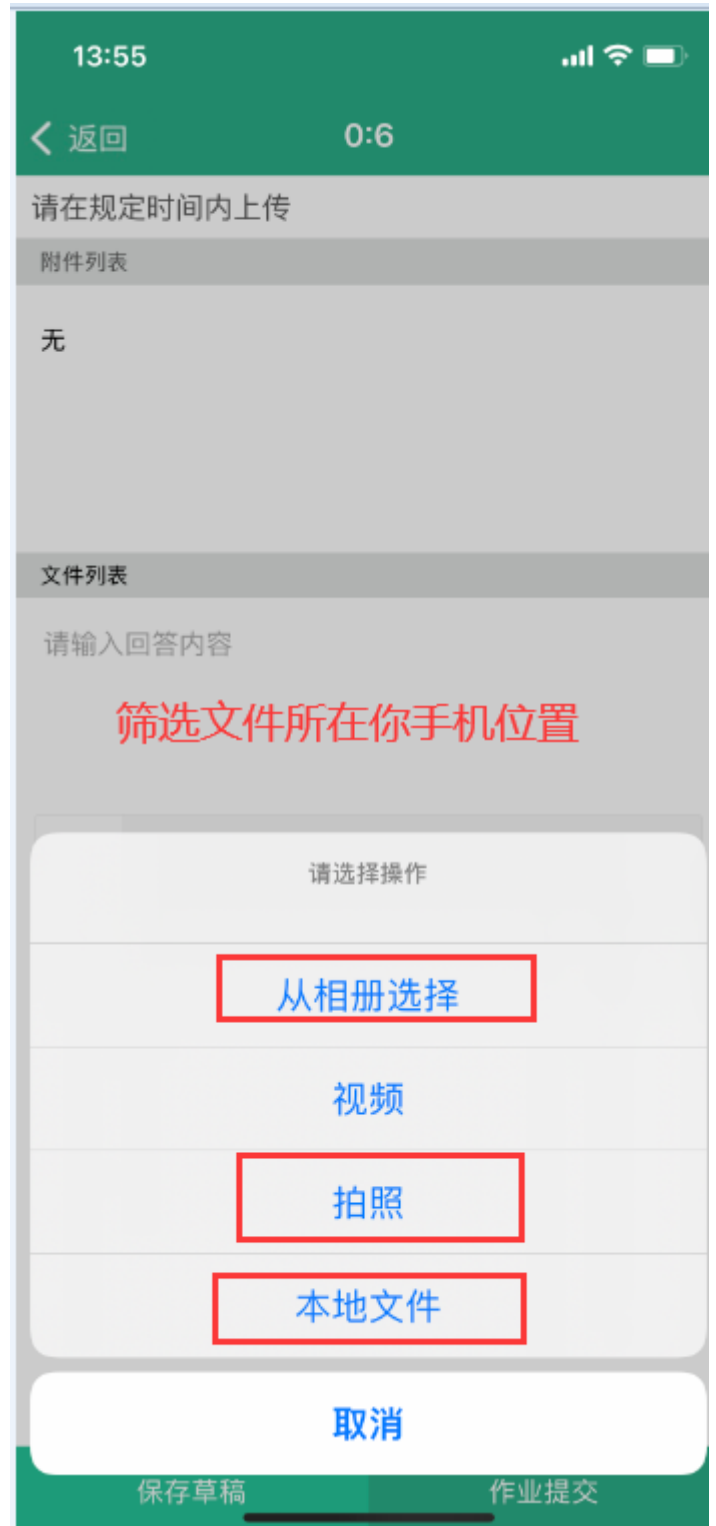 13:55
返回
0:6
请在规定时间内上传
附件列表
无
文件列表
请输入回答内容
筛选文件所在你手机位置
请选择操作
从相册选择
视频
拍照
本地文件
取消
保存草稿
作业提交